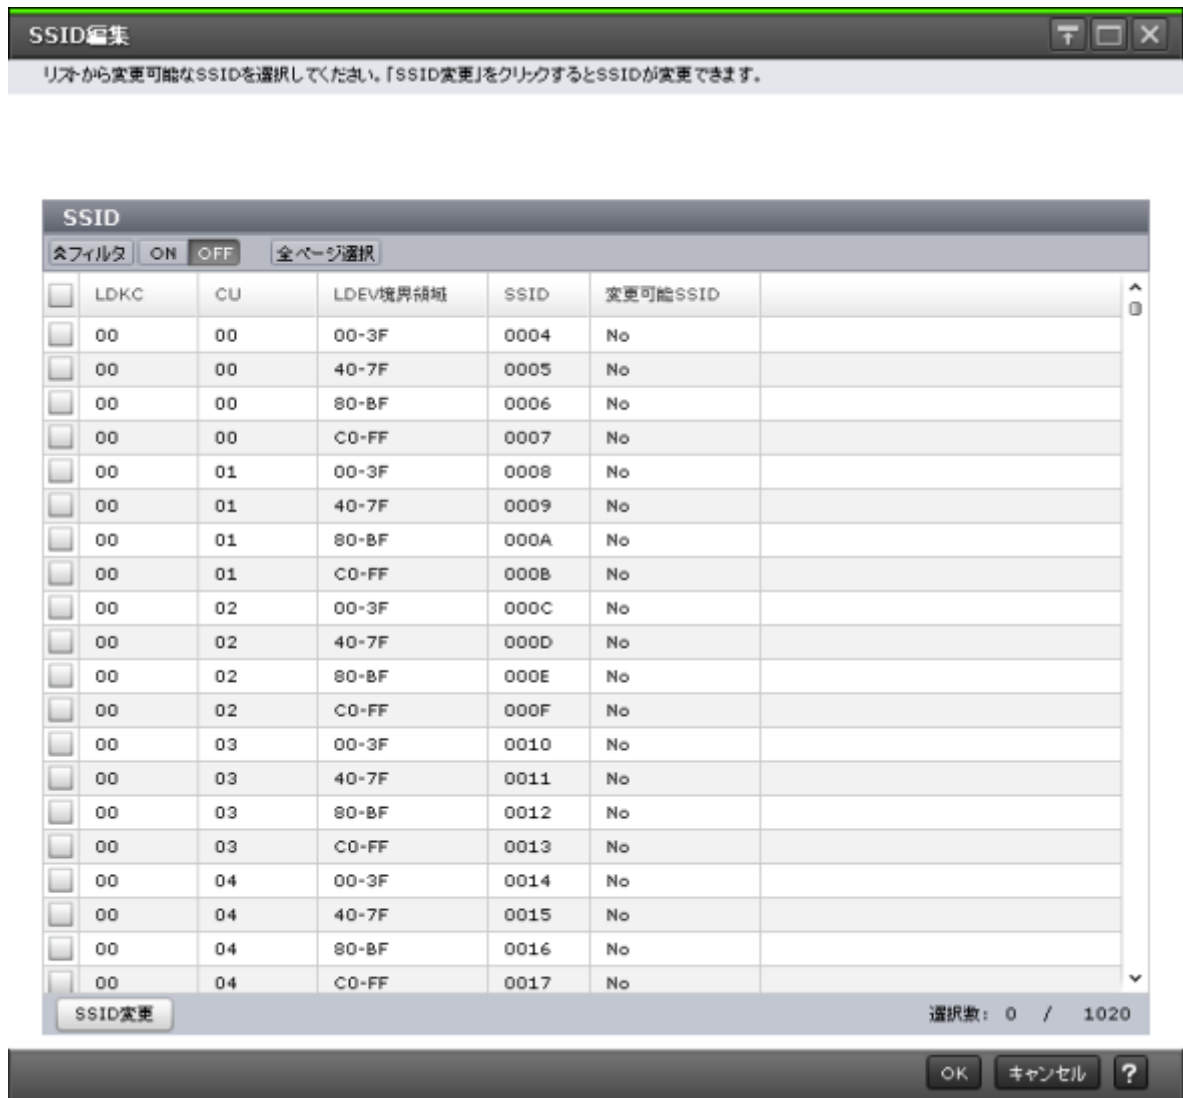 SSID編集
リストから変更可能なSSIDを選択してください。「SSID変更」をクリックするとSSIDが変更できます。
SSID
フィルタ ON OFF 全ページ選択
LDKC CU LDEV境界領域 SSID 変更可能SSID
00 00 00-3F 0004 No
00 00 40-7F 0005 No
00 00 80-BF 0006 No
00 00 C0-FF 0007 No
00 01 00-3F 0008 No
00 01 40-7F 0009 No
00 01 80-BF 000A No
00 01 C0-FF 000B No
00 02 00-3F 000C No
00 02 40-7F 000D No
00 02 80-BF 000E No
00 02 C0-FF 000F No
00 03 00-3F 0010 No
00 03 40-7F 0011 No
00 03 80-BF 0012 No
00 03 C0-FF 0013 No
00 04 00-3F 0014 No
00 04 40-7F 0015 No
00 04 80-BF 0016 No
00 04 C0-FF 0017 No
SSID変更 選択数: 0 / 1020
OK キャンセル ?